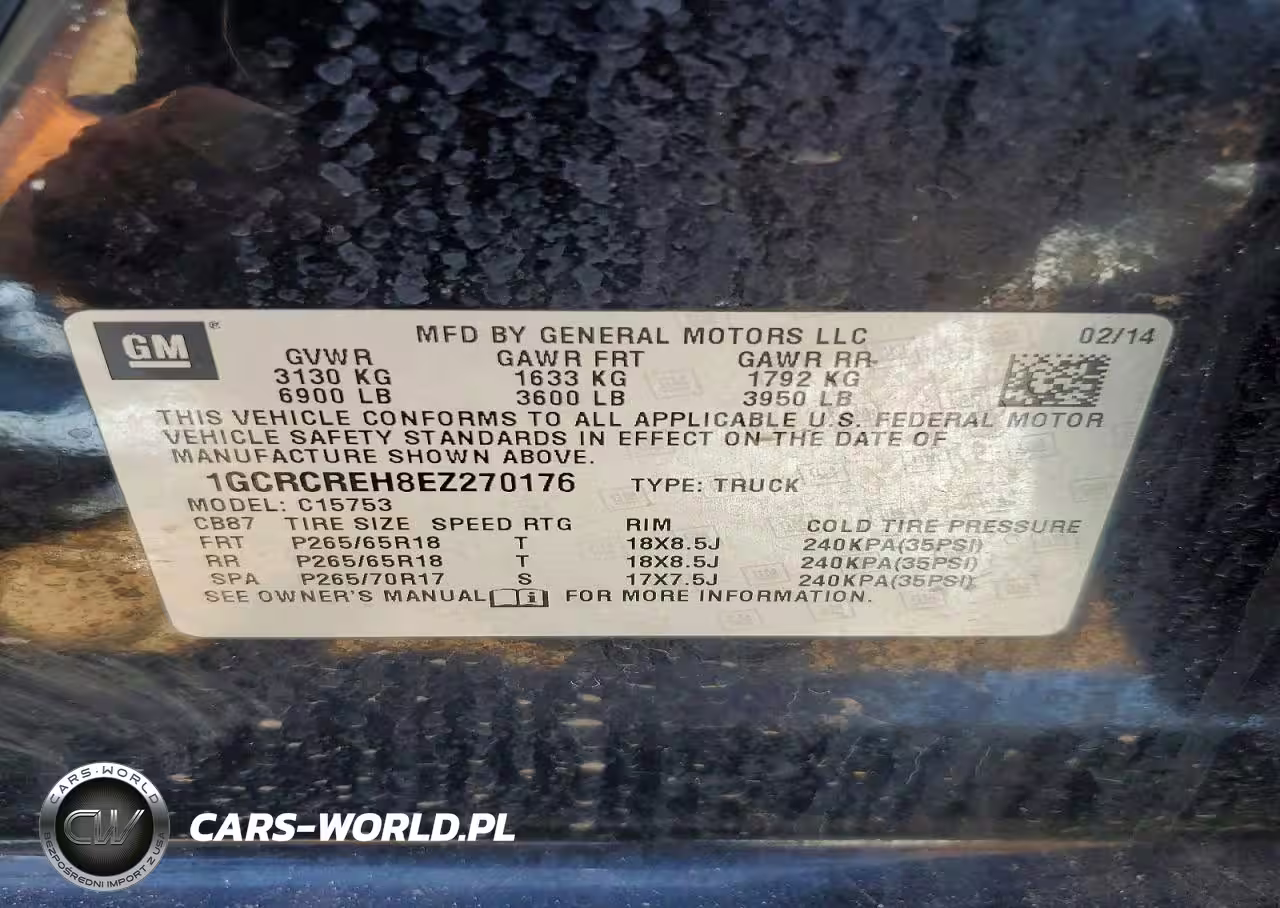 GM® MFD BY GENERAL MOTORS LLC 02/14
GVWR GAWR FRT GAWR RR
3130 KG 1633 KG 1792 KG
6900 LB 3600 LB 3950 LB
THIS VEHICLE CONFORMS TO ALL APPLICABLE U.S. FEDERAL MOTOR
VEHICLE SAFETY STANDARDS IN EFFECT ON THE DATE OF
MANUFACTURE SHOWN ABOVE.
1GCRCREH8EZ270176 TYPE: TRUCK
MODEL: C15753
CB87 TIRE SIZE SPEED RTG RIM COLD TIRE PRESSURE
FRT P265/65R18 T 18X8.5J 240KPA(35PSI)
RR P265/65R18 T 18X8.5J 240KPA(35PSI)
SPA P265/70R17 S 17X7.5J 240KPA(35PSI)
SEE OWNER'S MANUAL FOR MORE INFORMATION.
CARS-WORLD
CW
BEZPOŚREDNI IMPORT Z USA
CARS-WORLD.PL